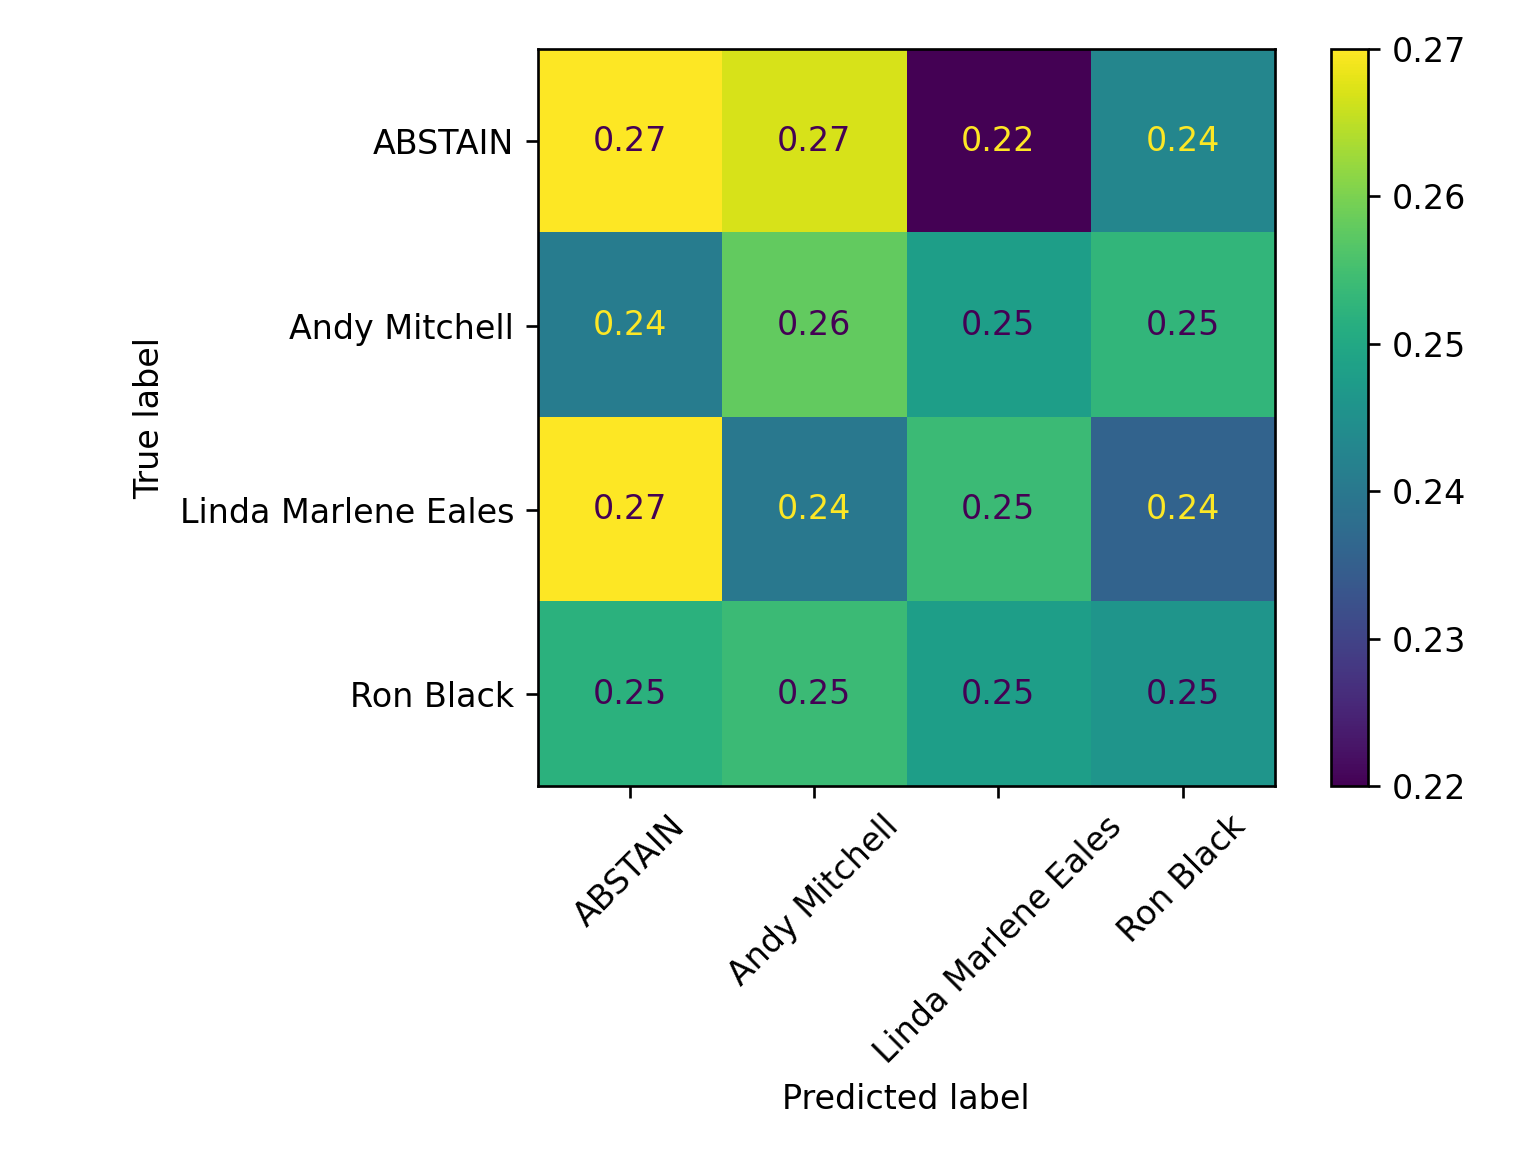 0.27
ABSTAIN 0.27 0.27 0.22 0.24
0.26
Andy Mitchell 0.24 0.26 0.25 0.25
0.25
True label
0.24
Linda Marlene Eales 0.27 0.24 0.25 0.24
0.23
Ron Black 0.25 0.25 0.25 0.25
0.22
ABSTAIN
Andy Mitchell
Linda Marlene Eales
Ron Black
Predicted label